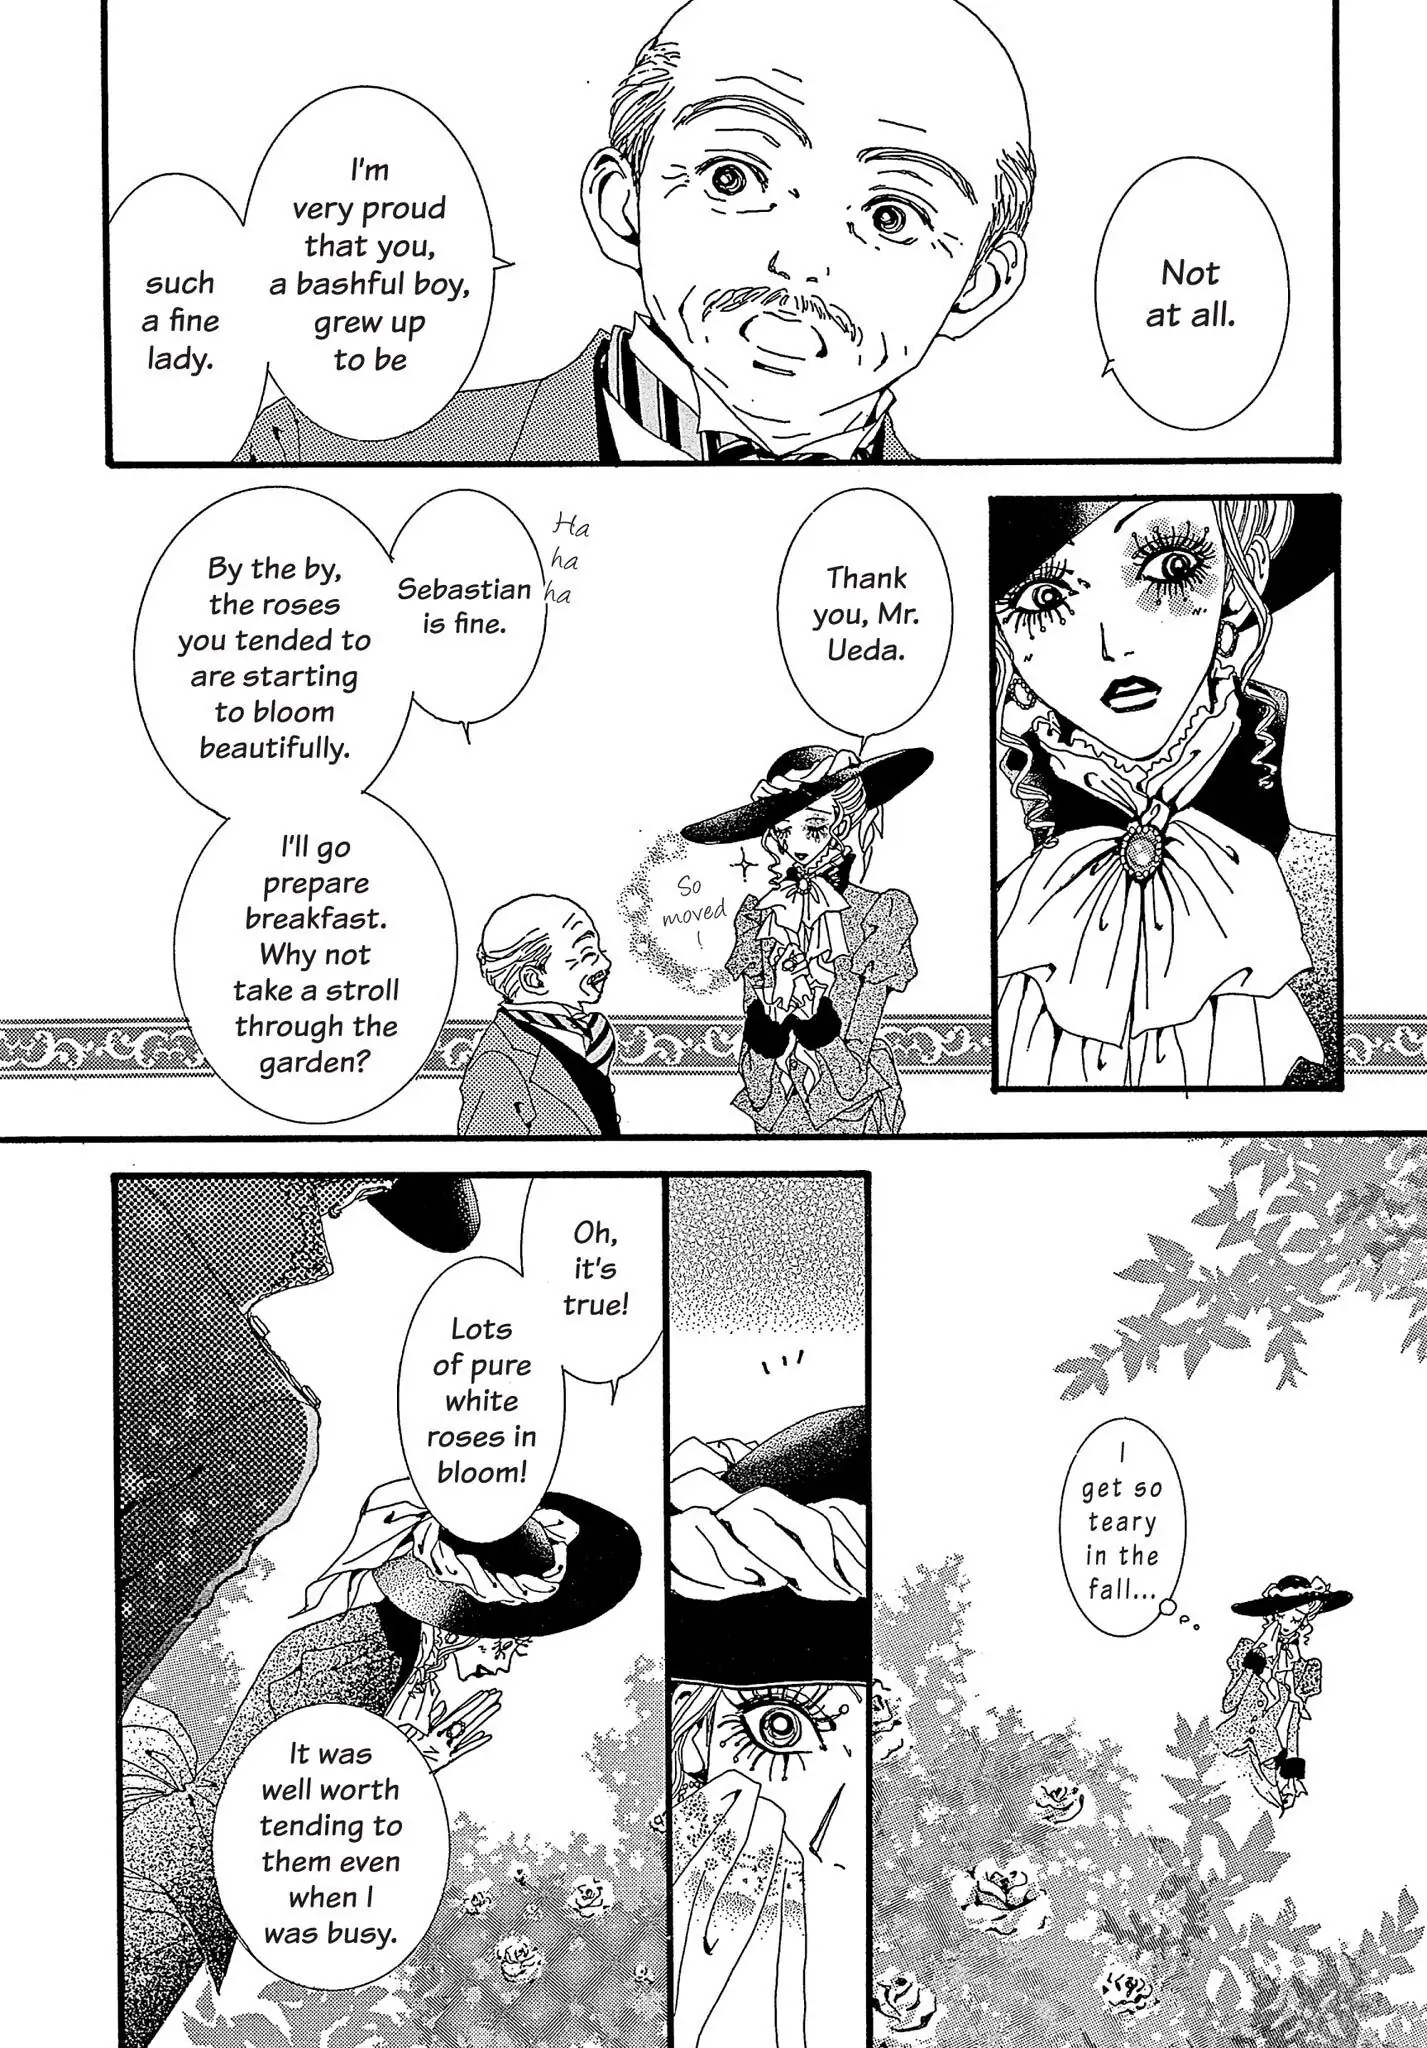 Not
at all.
I'm
very proud
that you,
a bashful boy,
grew up
to be
such
a fine
lady.
Thank
you, Mr.
Ueda.
So
moved
!
Ha
ha
ha
Sebastian
is fine.
By the by,
the roses
you tended to
are starting
to bloom
beautifully.
I'll go
prepare
breakfast.
Why not
take a stroll
through the
garden?
I
get so
teary
in the
fall...
Oh,
it's
true!
Lots
of pure
white
roses in
bloom!
It was
well worth
tending to
them even
when I
was busy.